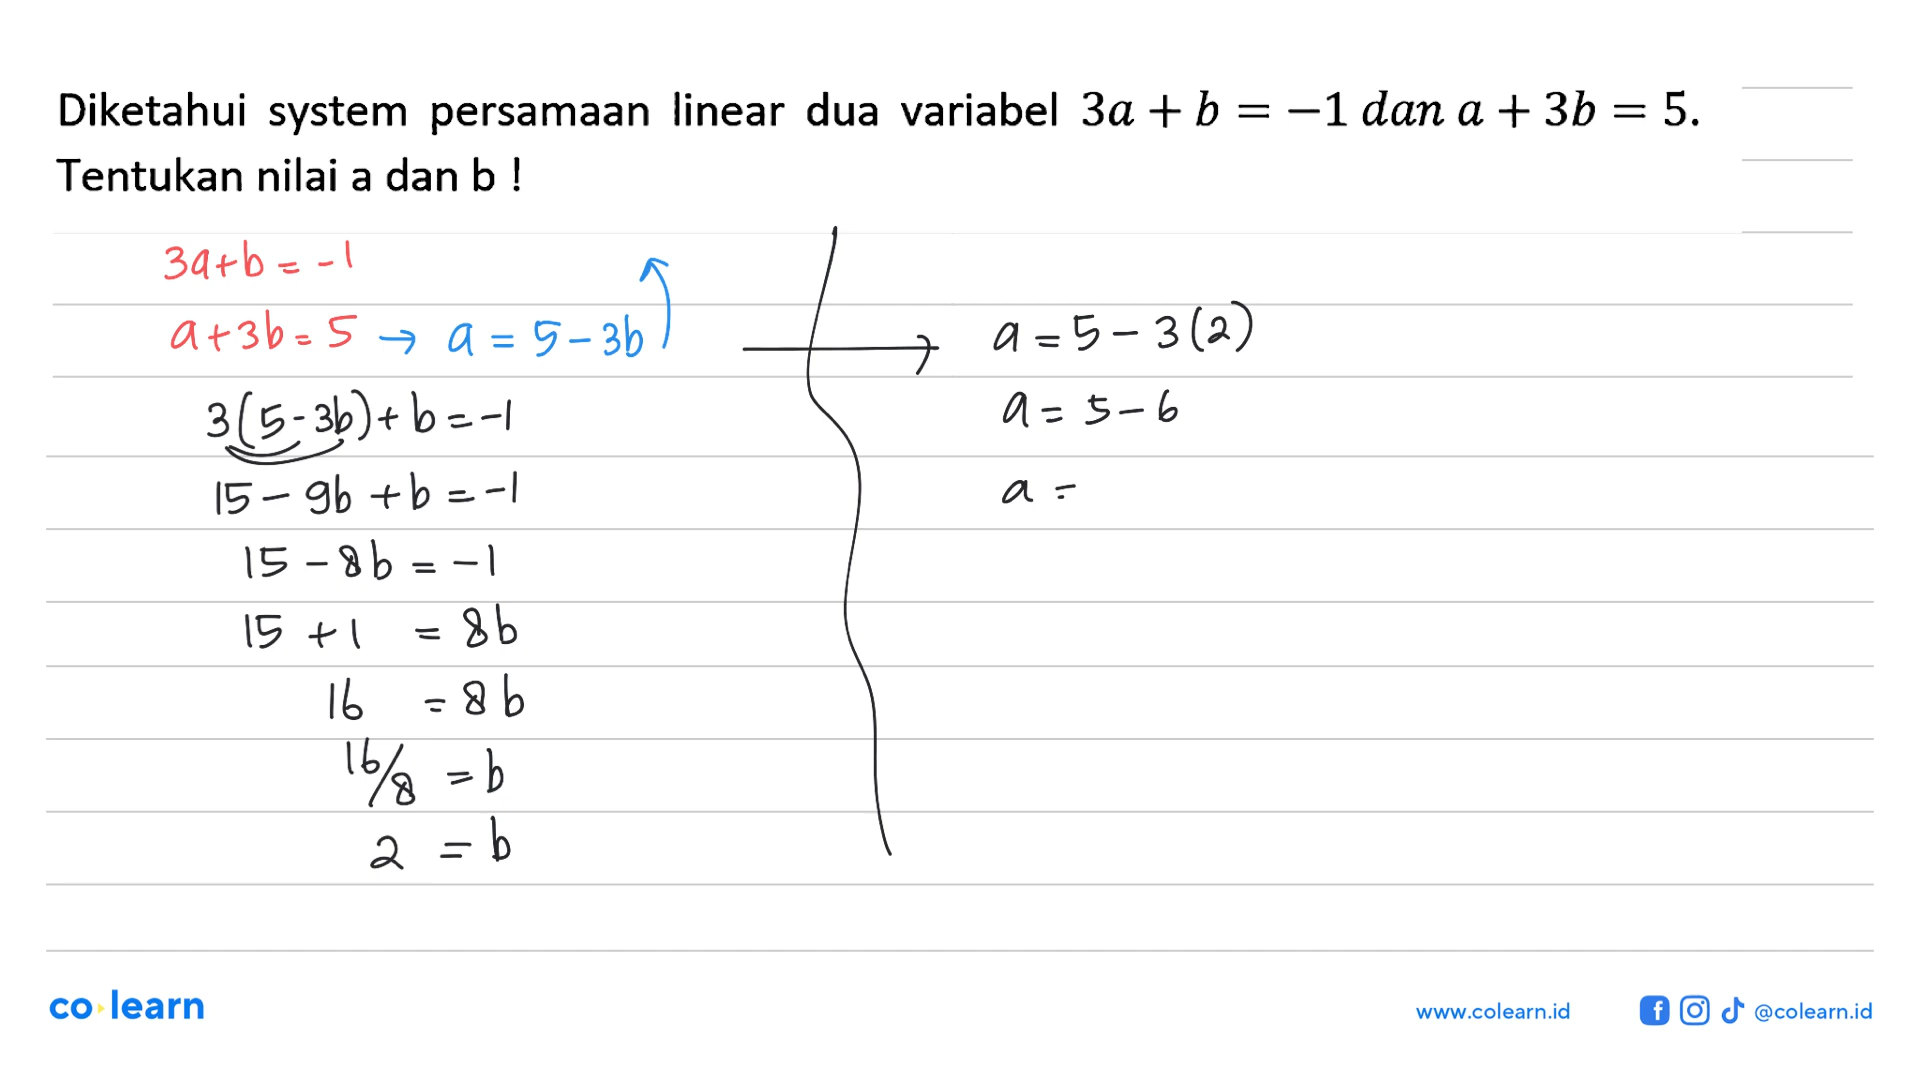 Diketahui system persamaan linear dua variabel 3a + b = −1 dan a + 3b = 5.
Tentukan nilai a dan b !
3a+b = -1
a+3b = 5 → a = 5 - 3b
3(5-3b) + b = -1
15 - 9b + b = -1
15 - 8b = -1
15 + 1 = 8b
16 = 8b
16/8 = b
2 = b
a = 5 - 3(2)
a = 5 - 6
a =
co learn
www.colearn.id
@colearn.id